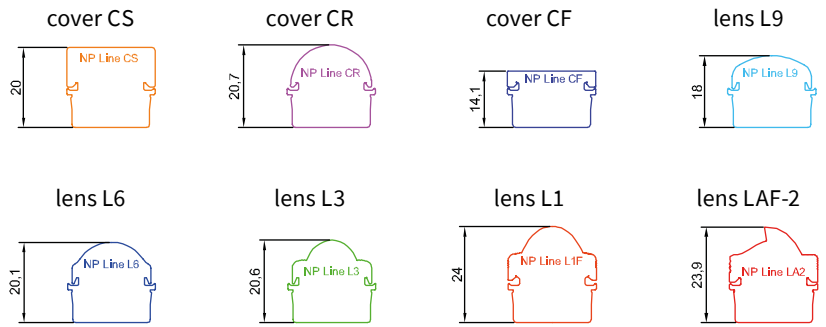 cover CS
cover CR
cover CF
lens L9
NP Line CS
20
NP Line CR
20,7
NP Line CF
14,1
NP Line L9
18
lens L6
lens L3
lens L1
lens LAF-2
NP Line L6
20,1
NP Line L3
20,6
NP Line L1F
24
NP Line LA2
23,9